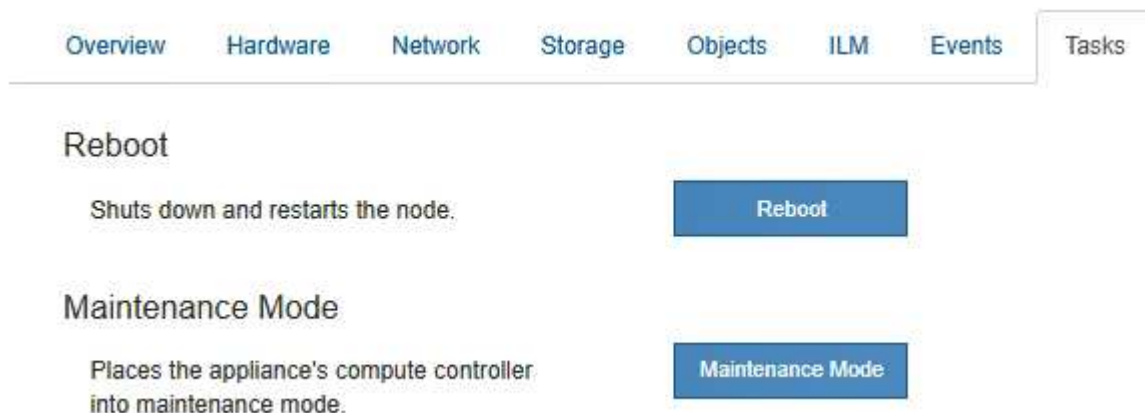 Overview Hardware Network Storage Objects ILM Events Tasks
Reboot
Shuts down and restarts the node. Reboot
Maintenance Mode
Places the appliance's compute controller Maintenance Mode
into maintenance mode.